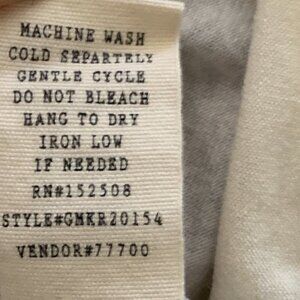 MACHINE WASH
COLD SEPARTELY
GENTLE CYCLE
DO NOT BLEACH
HANG TO DRY
IRON LOW
IF NEEDED
RN#152508
STYLE#GMKR20154
VENDOR#77700